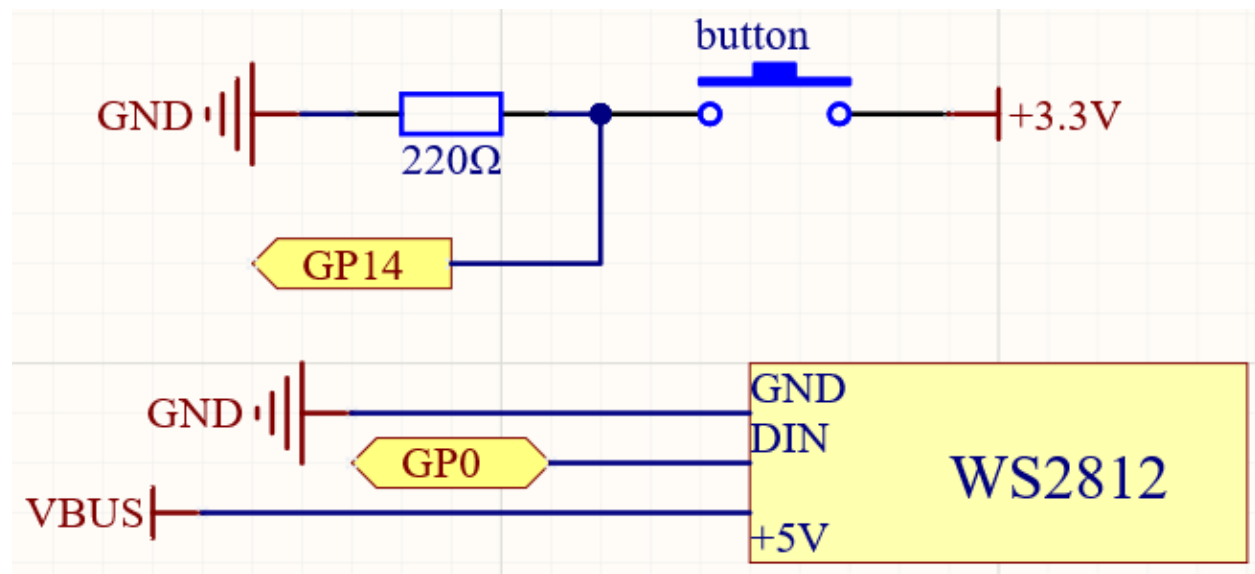 button
GND
+3.3V
220Ω
GP14
GND
GND
DIN
GP0
WS2812
VBUS
+5V